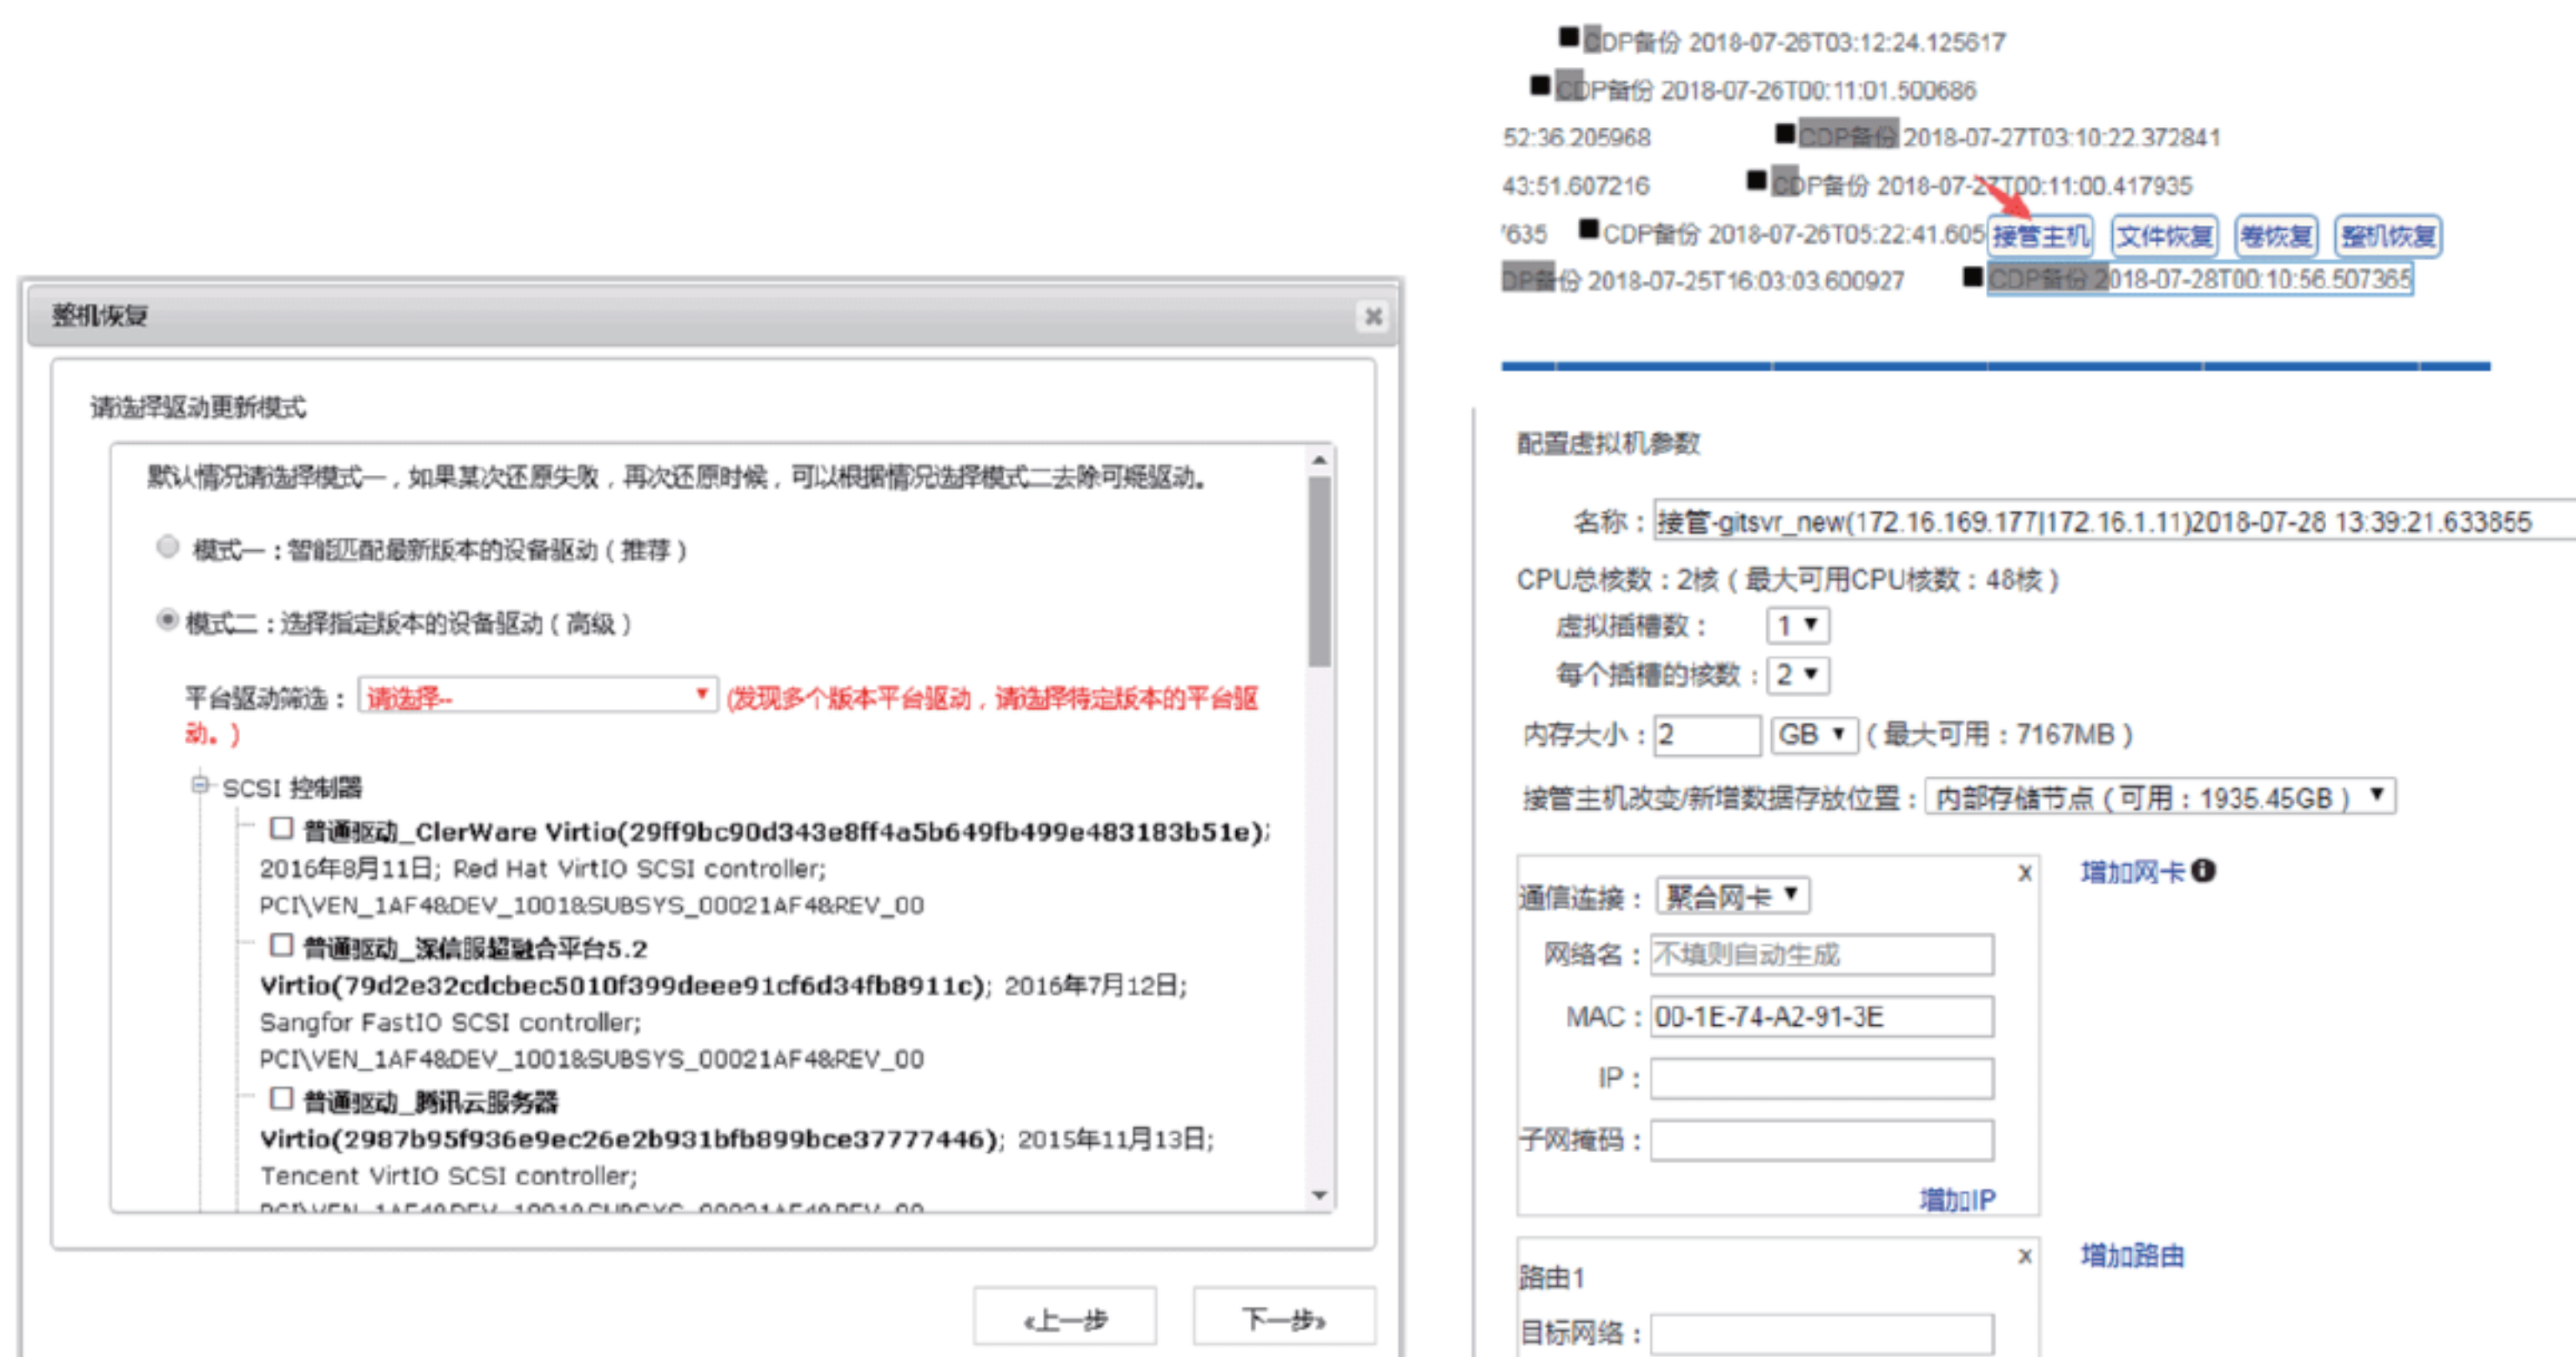 整机恢复
请选择驱动更新模式
默认情况请选择模式一，如果某次还原失败，再次还原时候，可以根据情况选择模式二去除可疑驱动。
模式一：智能匹配最新版本的设备驱动（推荐）
模式二：选择指定版本的设备驱动（高级）
平台驱动筛选： 请选择-- (发现多个版本平台驱动，请选择特定版本的平台驱
动。)
SCSI 控制器
普通驱动_ClerWare Virtio(29ff9bc90d343e8ff4a5b649fb499e483183b51e);
2016年8月11日; Red Hat VirtIO SCSI controller;
PCI\VEN_1AF4&DEV_1001&SUBSYS_00021AF4&REV_00
普通驱动_深信服超融合平台5.2
Virtio(79d2e32cdcbec5010f399deee91cf6d34fb8911c); 2016年7月12日;
Sangfor FastIO SCSI controller;
PCI\VEN_1AF4&DEV_1001&SUBSYS_00021AF4&REV_00
普通驱动_腾讯云服务器
Virtio(2987b95f936e9ec26e2b931bfb899bce37777446); 2015年11月13日;
Tencent VirtIO SCSI controller;
PCI\VEN_1AF4&DEV_1001&SUBSYS_00021AF4&REV_00
«上一步 下一步»
CDP备份 2018-07-26T03:12:24.125617
CDP备份 2018-07-26T00:11:01.500686
52:36.205968 CDP备份 2018-07-27T03:10:22.372841
43:51.607216 CDP备份 2018-07-27T00:11:00.417935
'635 CDP备份 2018-07-26T05:22:41.605 接管主机 文件恢复 卷恢复 整机恢复
DP备份 2018-07-25T16:03:03.600927 CDP备份 2018-07-28T00:10:56.507365
配置虚拟机参数
名称：接管-gitsvr_new(172.16.169.177|172.16.1.11)2018-07-28 13:39:21.633855
CPU总核数：2核（最大可用CPU核数：48核）
虚拟插槽数： 1
每个插槽的核数： 2
内存大小： 2 GB（最大可用：7167MB）
接管主机改变/新增数据存放位置： 内部存储节点（可用：1935.45GB）
x 增加网卡
通信连接： 聚合网卡
网络名： 不填则自动生成
MAC： 00-1E-74-A2-91-3E
IP：
子网掩码：
增加IP
x 增加路由
路由1
目标网络：